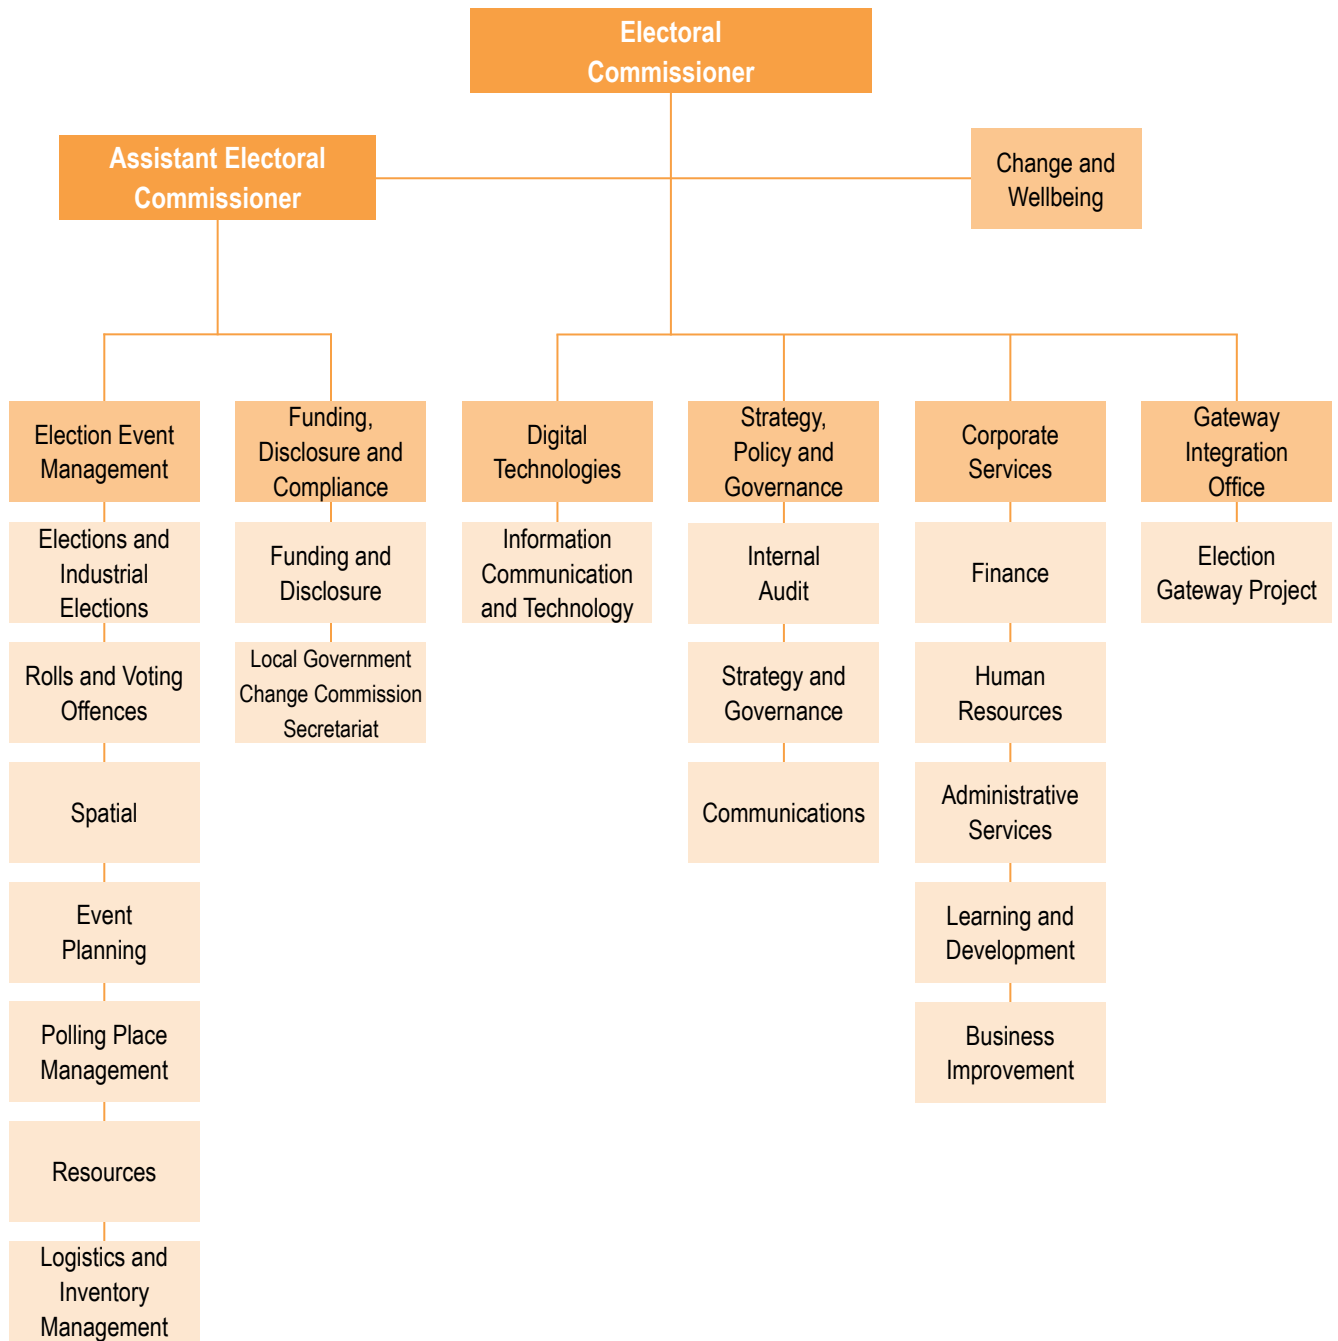 Electoral
Commissioner
Assistant Electoral
Commissioner
Change and
Wellbeing
Election Event
Management
Elections and
Industrial
Elections
Rolls and Voting
Offences
Spatial
Event
Planning
Polling Place
Management
Resources
Logistics and
Inventory
Management
Funding,
Disclosure and
Compliance
Funding and
Disclosure
Local Government
Change Commission
Secretariat
Digital
Technologies
Information
Communication
and Technology
Strategy,
Policy and
Governance
Internal
Audit
Strategy and
Governance
Communications
Corporate
Services
Finance
Human
Resources
Administrative
Services
Learning and
Development
Business
Improvement
Gateway
Integration
Office
Election
Gateway Project